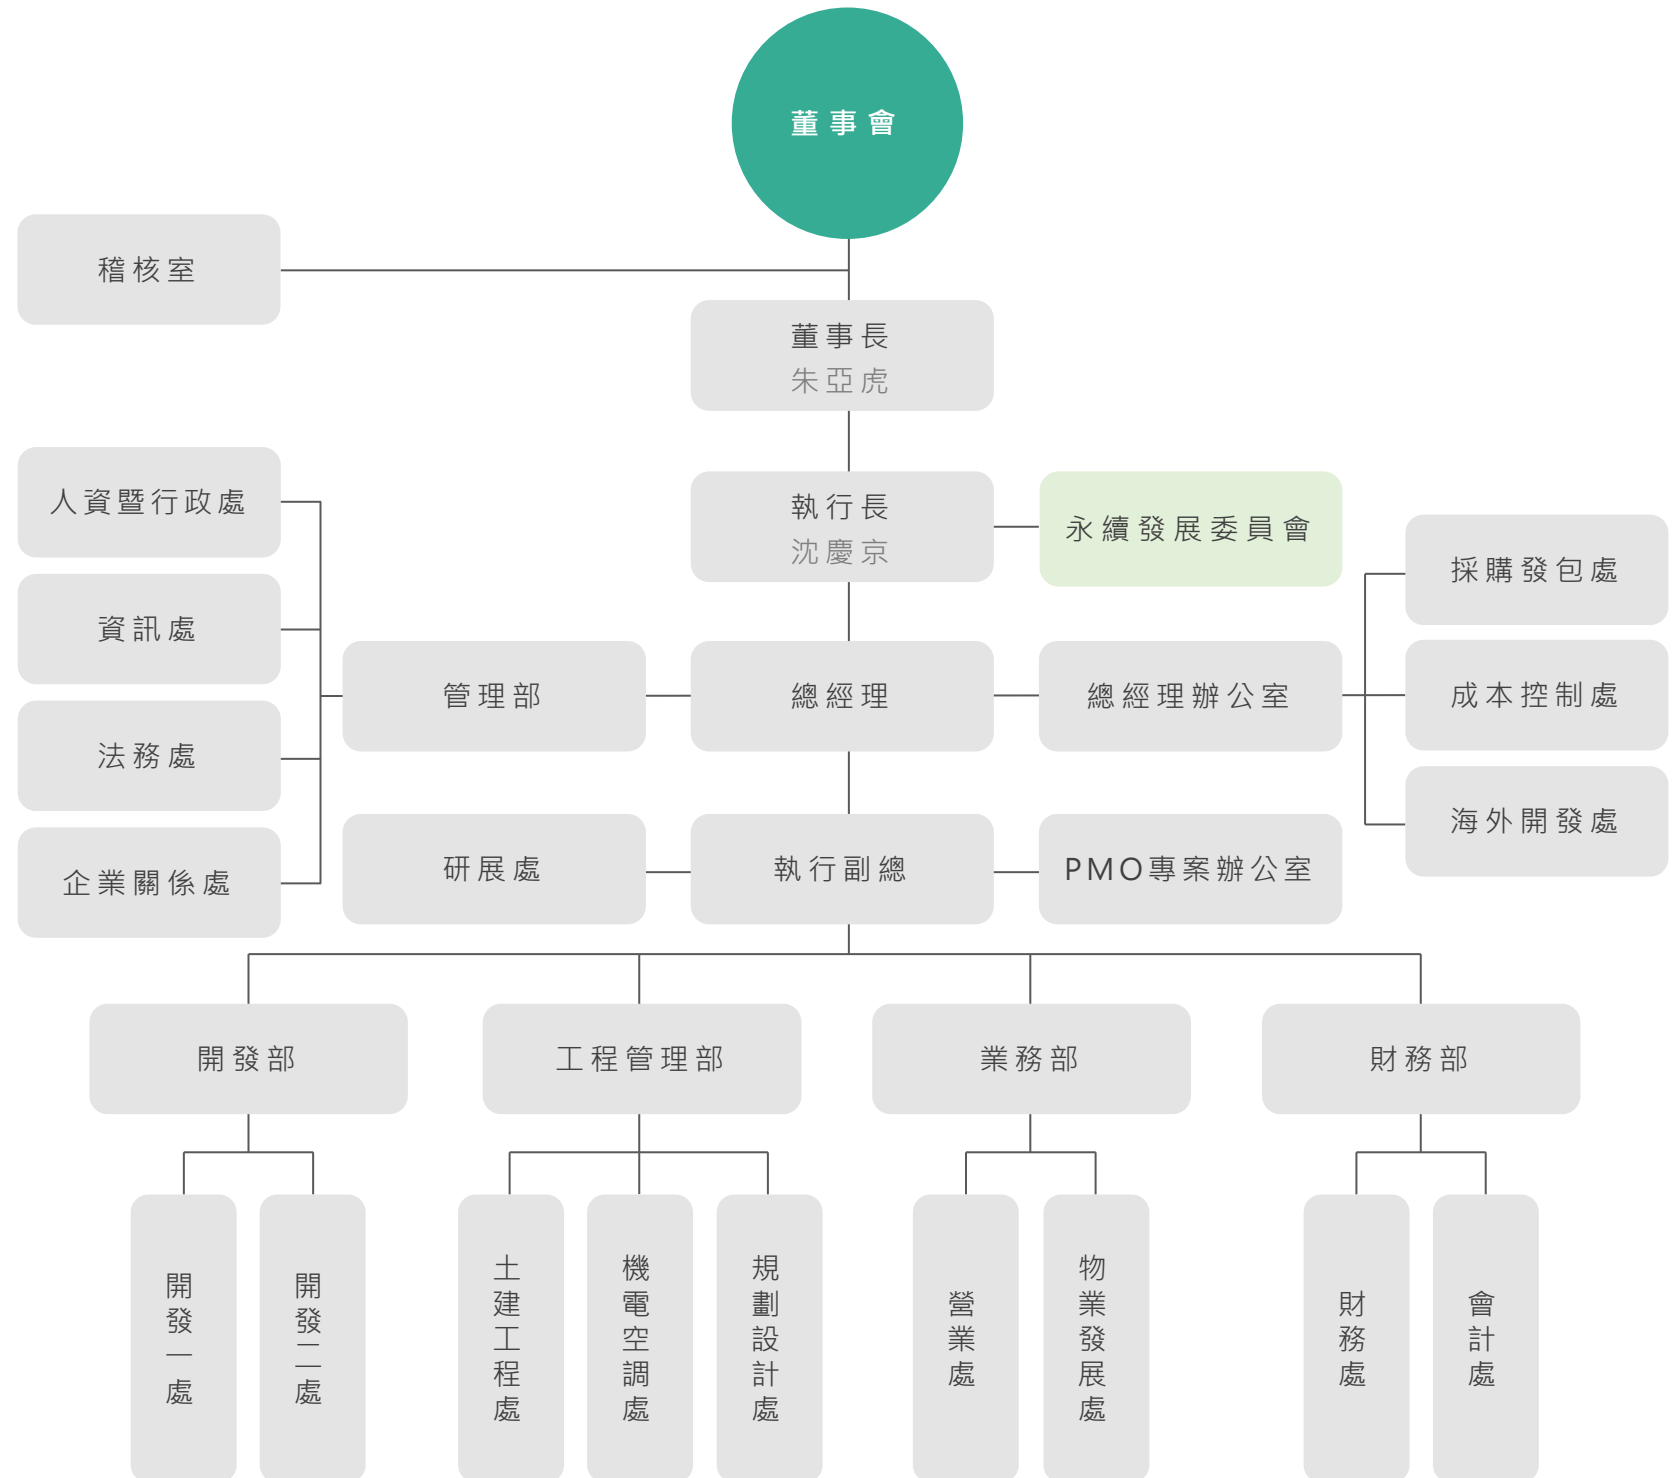 董事會
稽核室
董事長
朱亞虎
執行長
沈慶京
永續發展委員會
人資暨行政處
資訊處
法務處
企業關係處
管理部
總經理
總經理辦公室
採購發包處
成本控制處
海外開發處
研展處
執行副總
PMO專案辦公室
開發部
工程管理部
業務部
財務部
開發一處
開發二處
土建工程處
機電空調處
規劃設計處
營業處
物業發展處
財務處
會計處